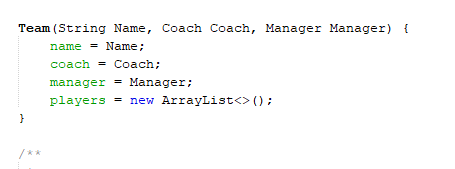 Team(String Name, Coach Coach, Manager Manager) {
name = Name;
coach = Coach;
manager = Manager;
players = new ArrayList<>();
}
/**